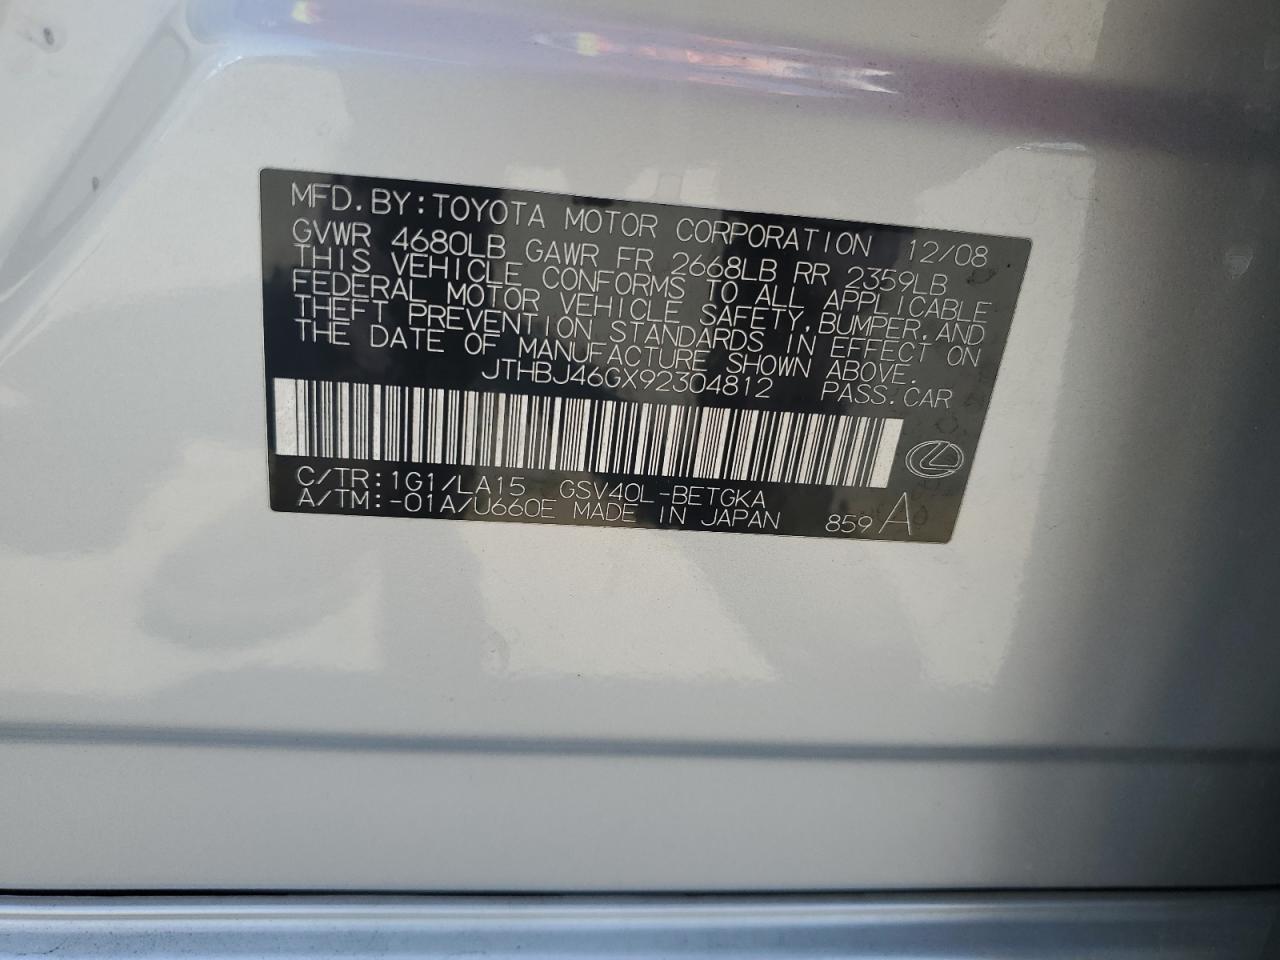 MFD. BY: TOYOTA MOTOR CORPORATION 12/08
GVWR 4680LB GAWR FR 2668LB RR 2359LB
THIS VEHICLE CONFORMS TO ALL APPLICABLE
FEDERAL MOTOR VEHICLE SAFETY, BUMPER, AND
THEFT PREVENTION STANDARDS IN EFFECT ON
THE DATE OF MANUFACTURE SHOWN ABOVE.
JTHBJ46GX92304812 PASS. CAR
C/TR: 1G1/LA15 GSV40L-BETGKA
A/TM: -01A/U660E MADE IN JAPAN 859 A